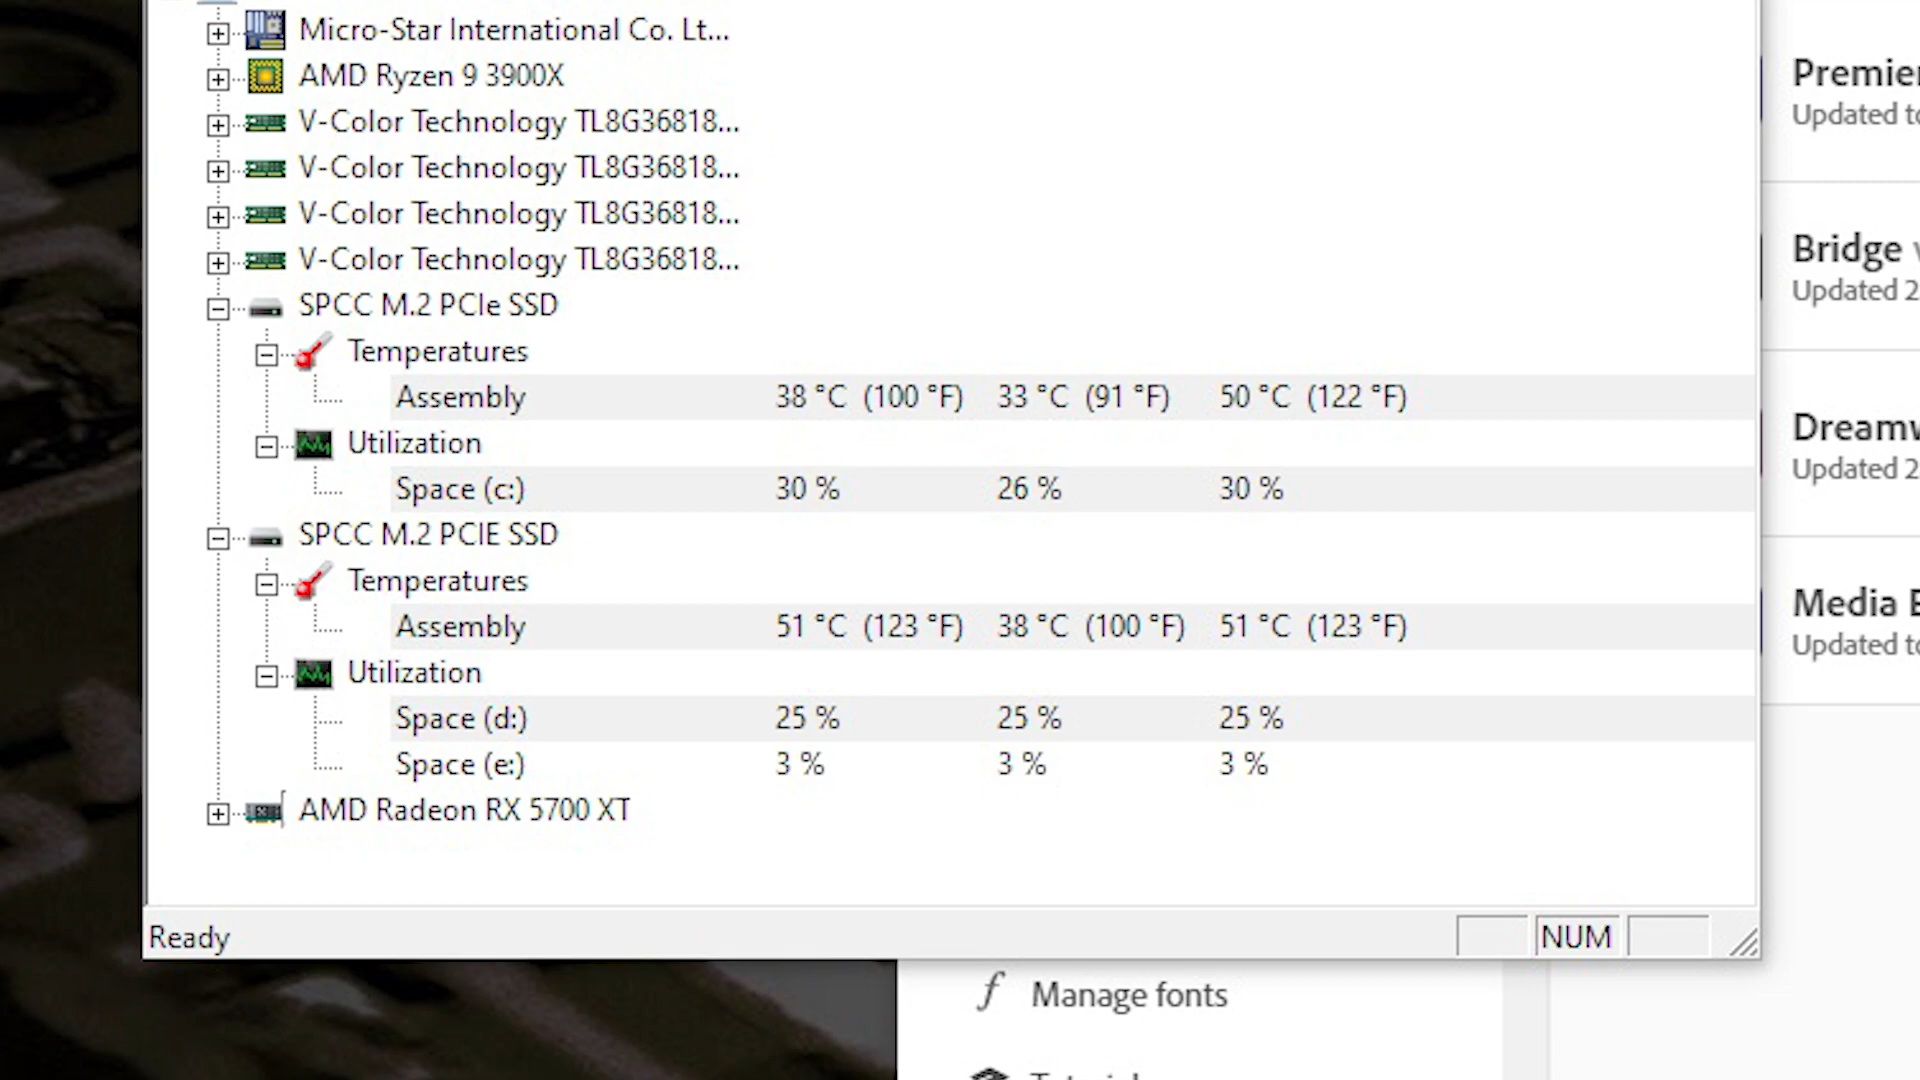 Micro-Star International Co. Lt...
AMD Ryzen 9 3900X
V-Color Technology TL8G36818...
V-Color Technology TL8G36818...
V-Color Technology TL8G36818...
V-Color Technology TL8G36818...
SPCC M.2 PCIe SSD
Temperatures
Assembly 38 °C (100 °F) 33 °C (91 °F) 50 °C (122 °F)
Utilization
Space (c:) 30 % 26 % 30 %
SPCC M.2 PCIE SSD
Temperatures
Assembly 51 °C (123 °F) 38 °C (100 °F) 51 °C (123 °F)
Utilization
Space (d:) 25 % 25 % 25 %
Space (e:) 3 % 3 % 3 %
AMD Radeon RX 5700 XT
Ready
NUM
Premier
Updated
Bridge
Updated 2
Updated 2
Media
Updated
Manage fonts